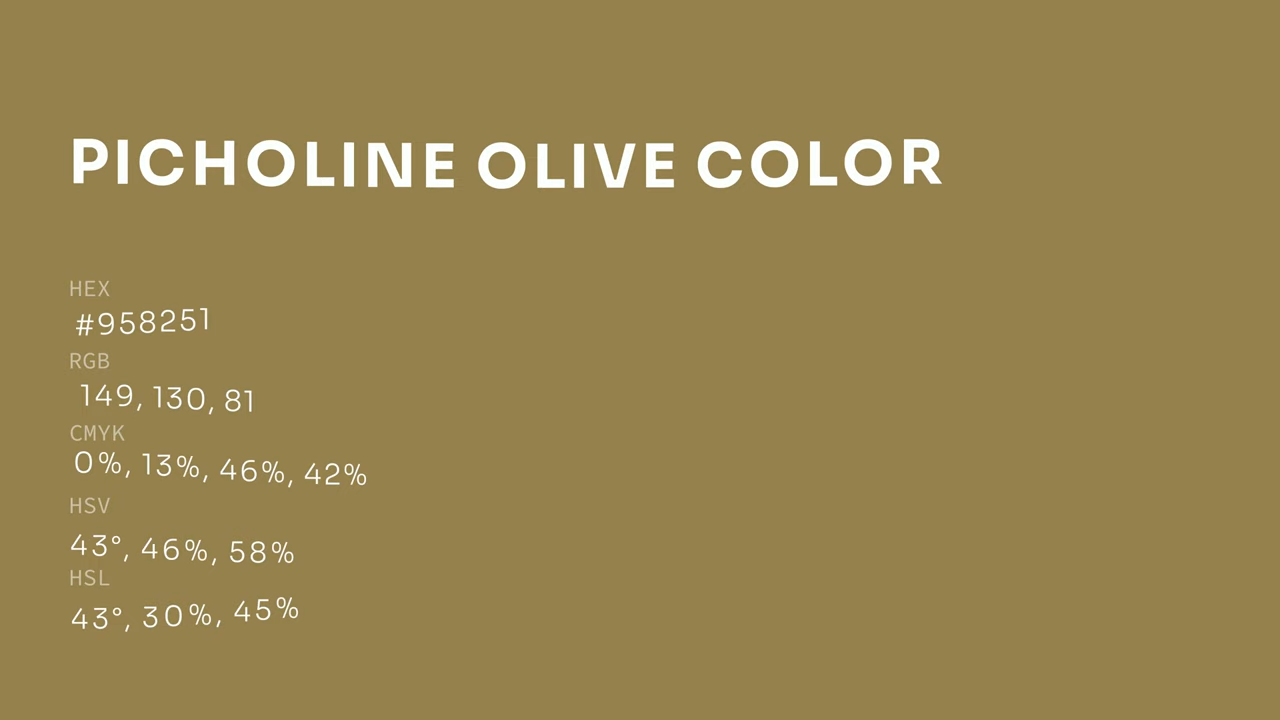 PICHOLINE OLIVE COLOR
HEX
#958251
RGB
149, 130, 81
CMYK
0%, 13%, 46%, 42%
HSV
43°, 46%, 58%
HSL
43°, 30%, 45%